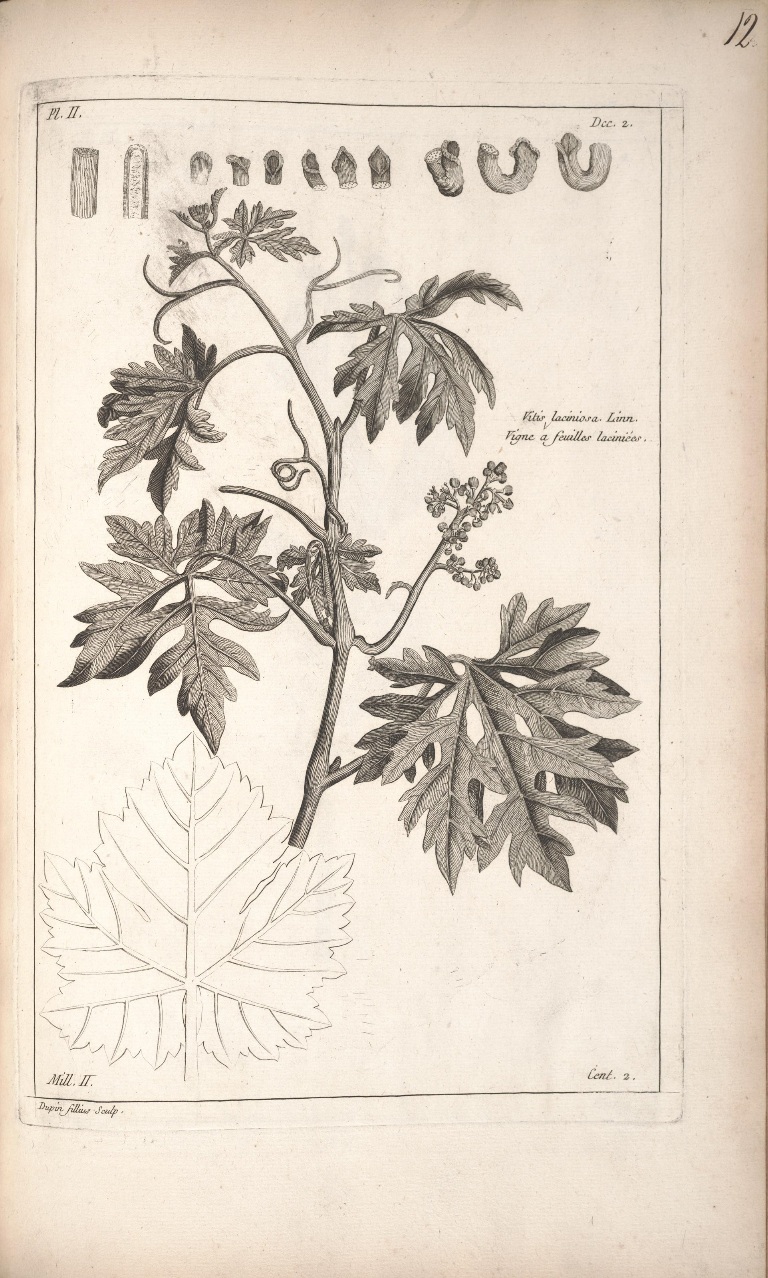 12.
Pl. II.
Dec. 2.
Vitis laciniosa. Linn.
Vigne a feuilles laciniées.
Mill. II.
Cent. 2.
Dupin fillius Sculp.